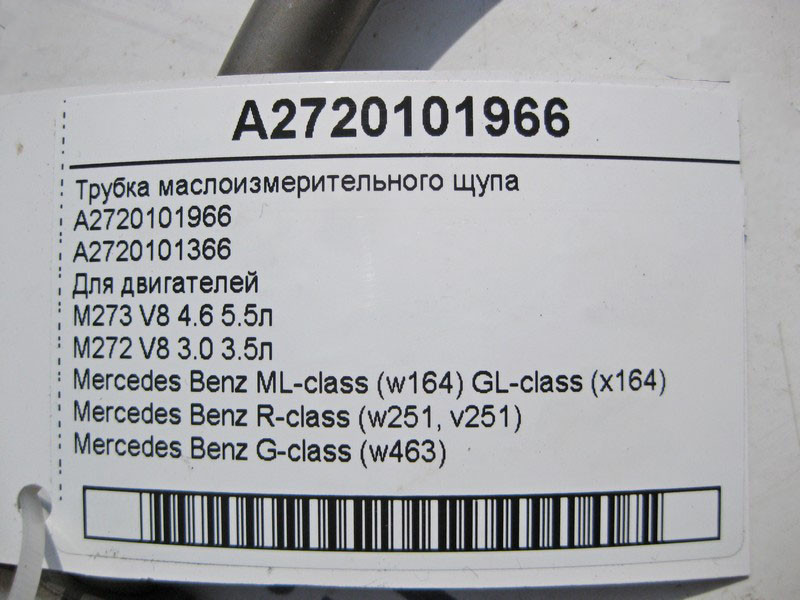 A2720101966
Трубка маслоизмерительного щупа
A2720101966
A2720101366
Для двигателей
M273 V8 4.6 5.5л
M272 V8 3.0 3.5л
Mercedes Benz ML-class (w164) GL-class (x164)
Mercedes Benz R-class (w251, v251)
Mercedes Benz G-class (w463)